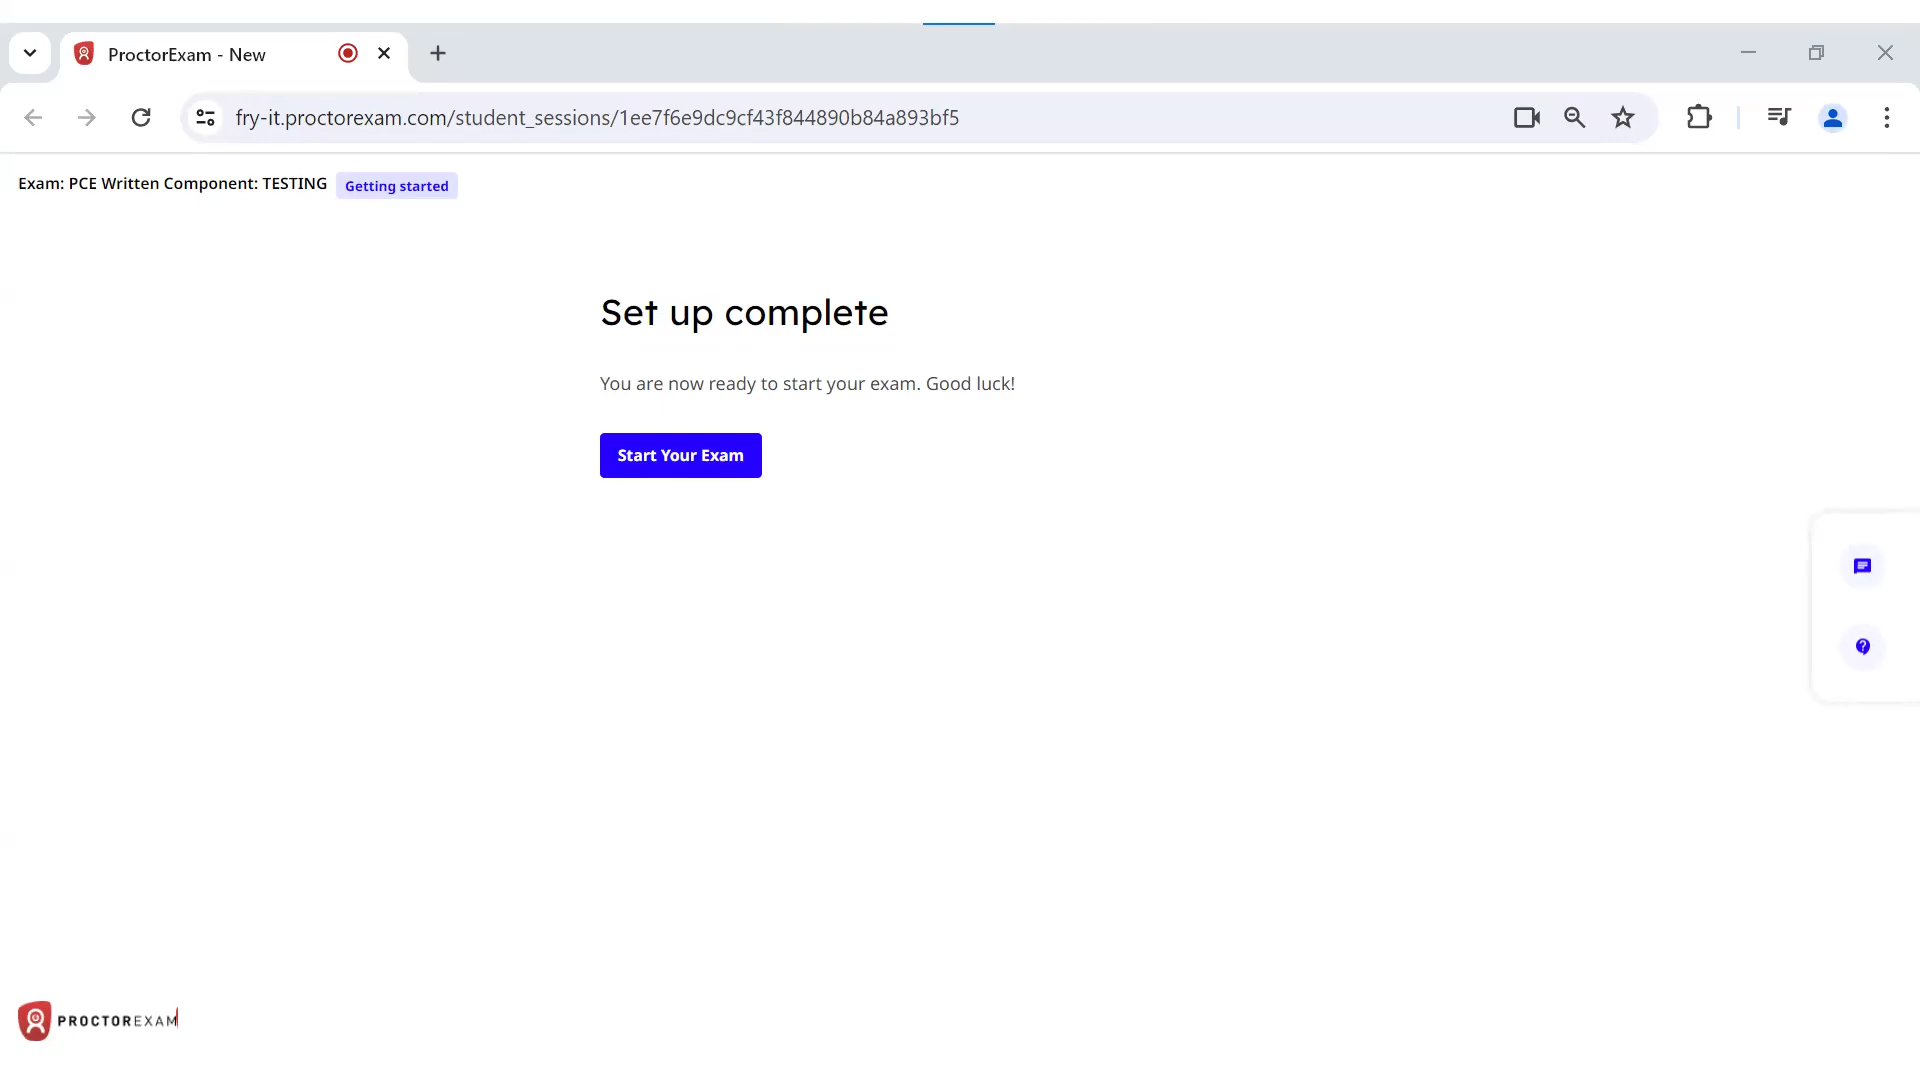 ProctorExam - New
fry-it.proctorexam.com/student_sessions/1ee7f6e9dc9cf43f844890b84a893bf5
Exam: PCE Written Component: TESTING Getting started
Set up complete
You are now ready to start your exam. Good luck!
Start Your Exam
PROCTOREXAM